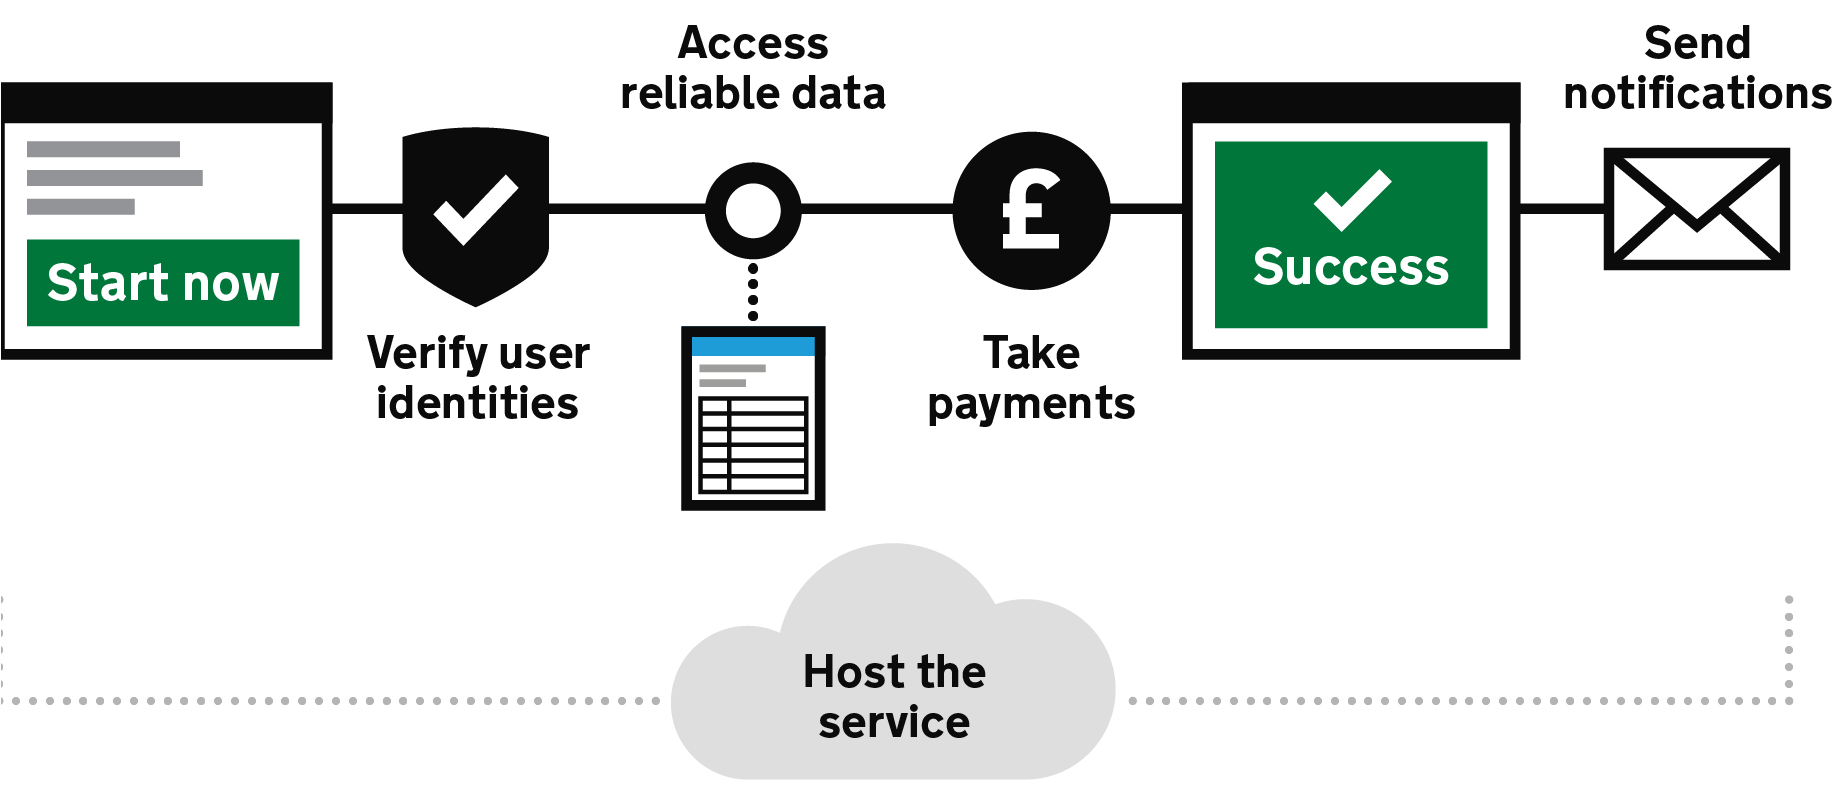 Start now
Verify user
identities
Access
reliable data
£
Take
payments
Success
Send
notifications
Host the
service